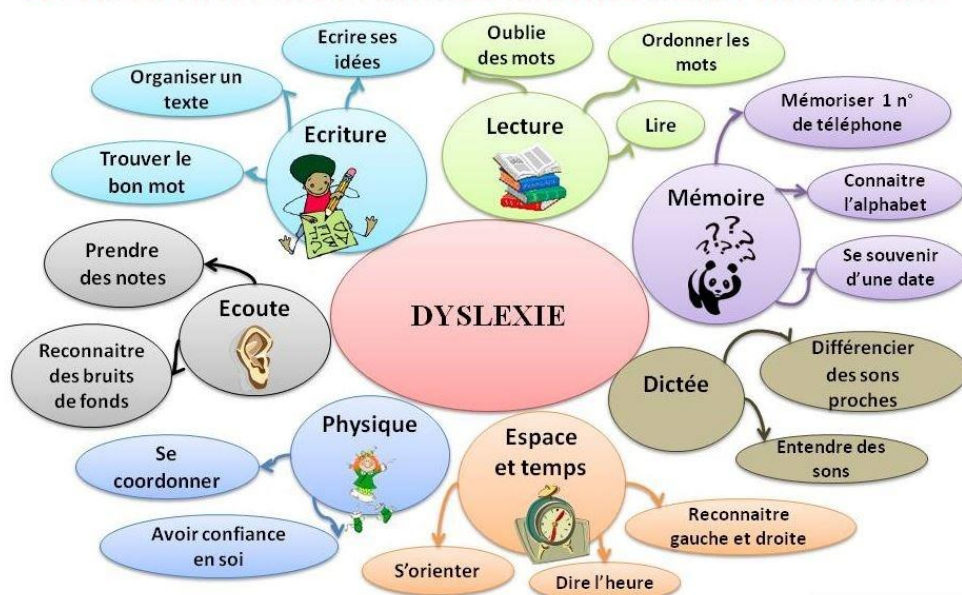 DYSLEXIE
Ecriture
Ecrire ses
idées
Organiser un
texte
Trouver le
bon mot
Lecture
Oublie
des mots
Ordonner les
mots
Lire
Mémoire
Mémoriser 1 n°
de téléphone
Connaitre
l'alphabet
Se souvenir
d'une date
Dictée
Différencier
des sons
proches
Entendre des
sons
Espace
et temps
Reconnaitre
gauche et droite
Dire l'heure
S'orienter
Physique
Se
coordonner
Avoir confiance
en soi
Ecoute
Prendre
des notes
Reconnaitre
des bruits
de fonds